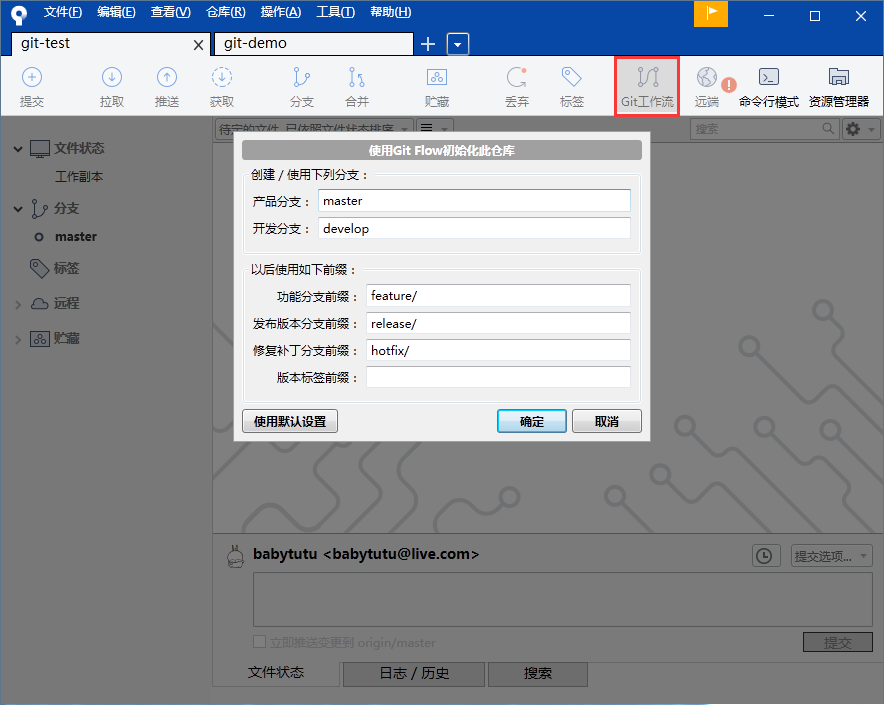 文件(F) 编辑(E) 查看(V) 仓库(R) 操作(A) 工具(T) 帮助(H)
git-test git-demo
提交 拉取 推送 获取 分支 合并 贮藏 丢弃 标签 Git工作流 远端 命令行模式 资源管理器
待定的文件, 已依照文件状态排序 搜索
文件状态
工作副本
分支
master
标签
远程
贮藏
使用Git Flow初始化此仓库
创建 / 使用下列分支：
产品分支： master
开发分支： develop
以后使用如下前缀：
功能分支前缀： feature/
发布版本分支前缀： release/
修复补丁分支前缀： hotfix/
版本标签前缀：
使用默认设置 确定 取消
babytutu <babytutu@live.com> 提交选项...
立即推送变更到 origin/master 提交
文件状态 日志 / 历史 搜索